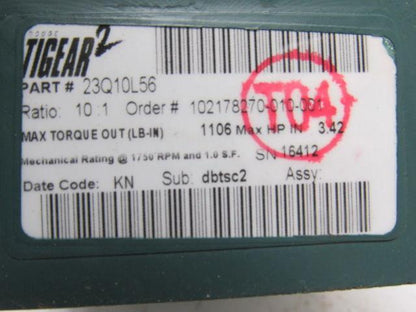 DODGE
TIGEAR 2
PART # 23Q10L56
Ratio: 10 :1 Order # 102178270-010-001
MAX TORQUE OUT (LB-IN) 1106 Max HP IN 3.42
Mechanical Rating @ 1750 RPM and 1.0 S.F. SN 16412
Date Code: KN Sub: dbtsc2 Assy:
T04